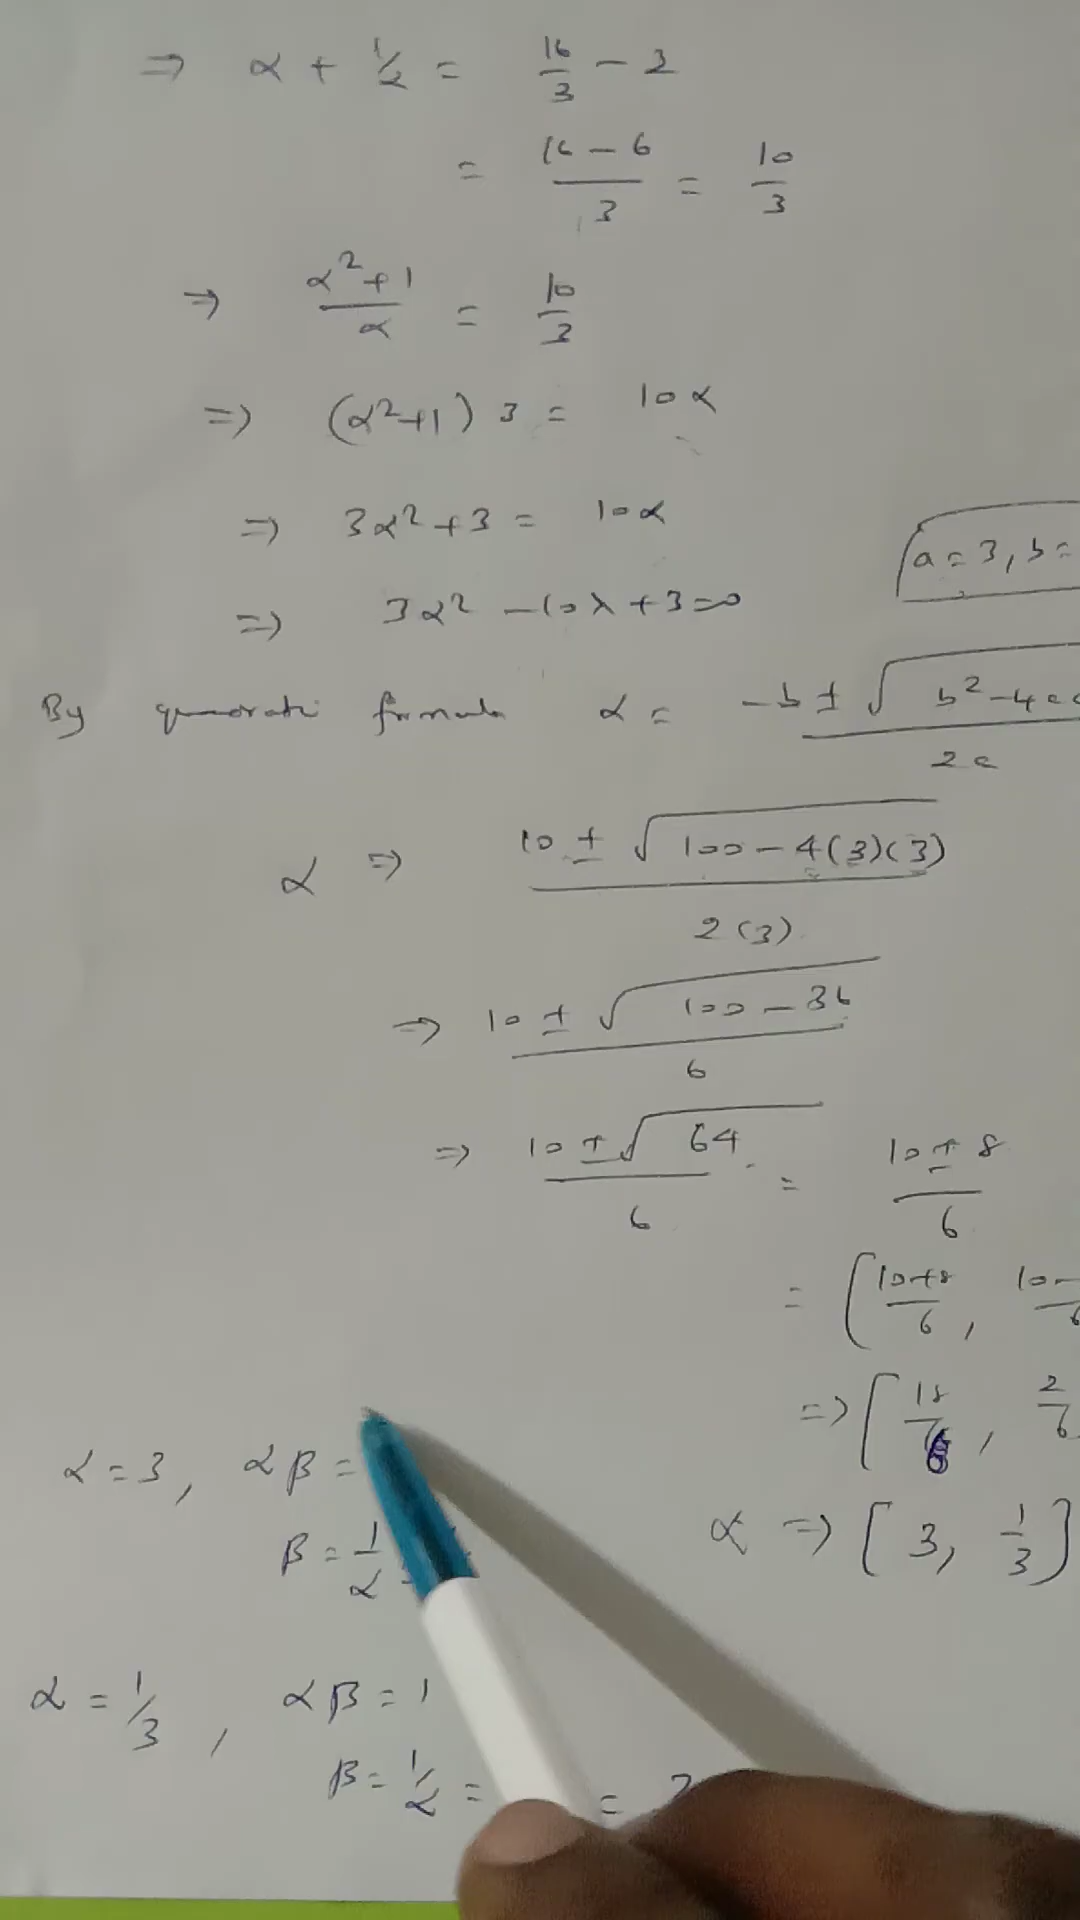 ⇒ α + 1/α = 16/3 − 2
= (16 − 6)/3 = 10/3
⇒ (α² + 1)/α = 10/3
⇒ (α² + 1) 3 = 10α
⇒ 3α² + 3 = 10α
a = 3, b =
⇒ 3α² − 10α + 3 = 0
By formula α = −b ± √(b² − 4ac
2a
α ⇒ (10 ± √(100 − 4(3)(3)))/2(3)
⇒ (10 ± √(100 − 36))/6
⇒ (10 ± √64)/6 = (10 ± 8)/6
= [(10+8)/6, (10−
⇒ [18/6, 2/6
α = 3, αβ =
β = 1/α
α ⇒ [3, 1/3]
α = 1/3, αβ = 1
β = 1/α = = 3